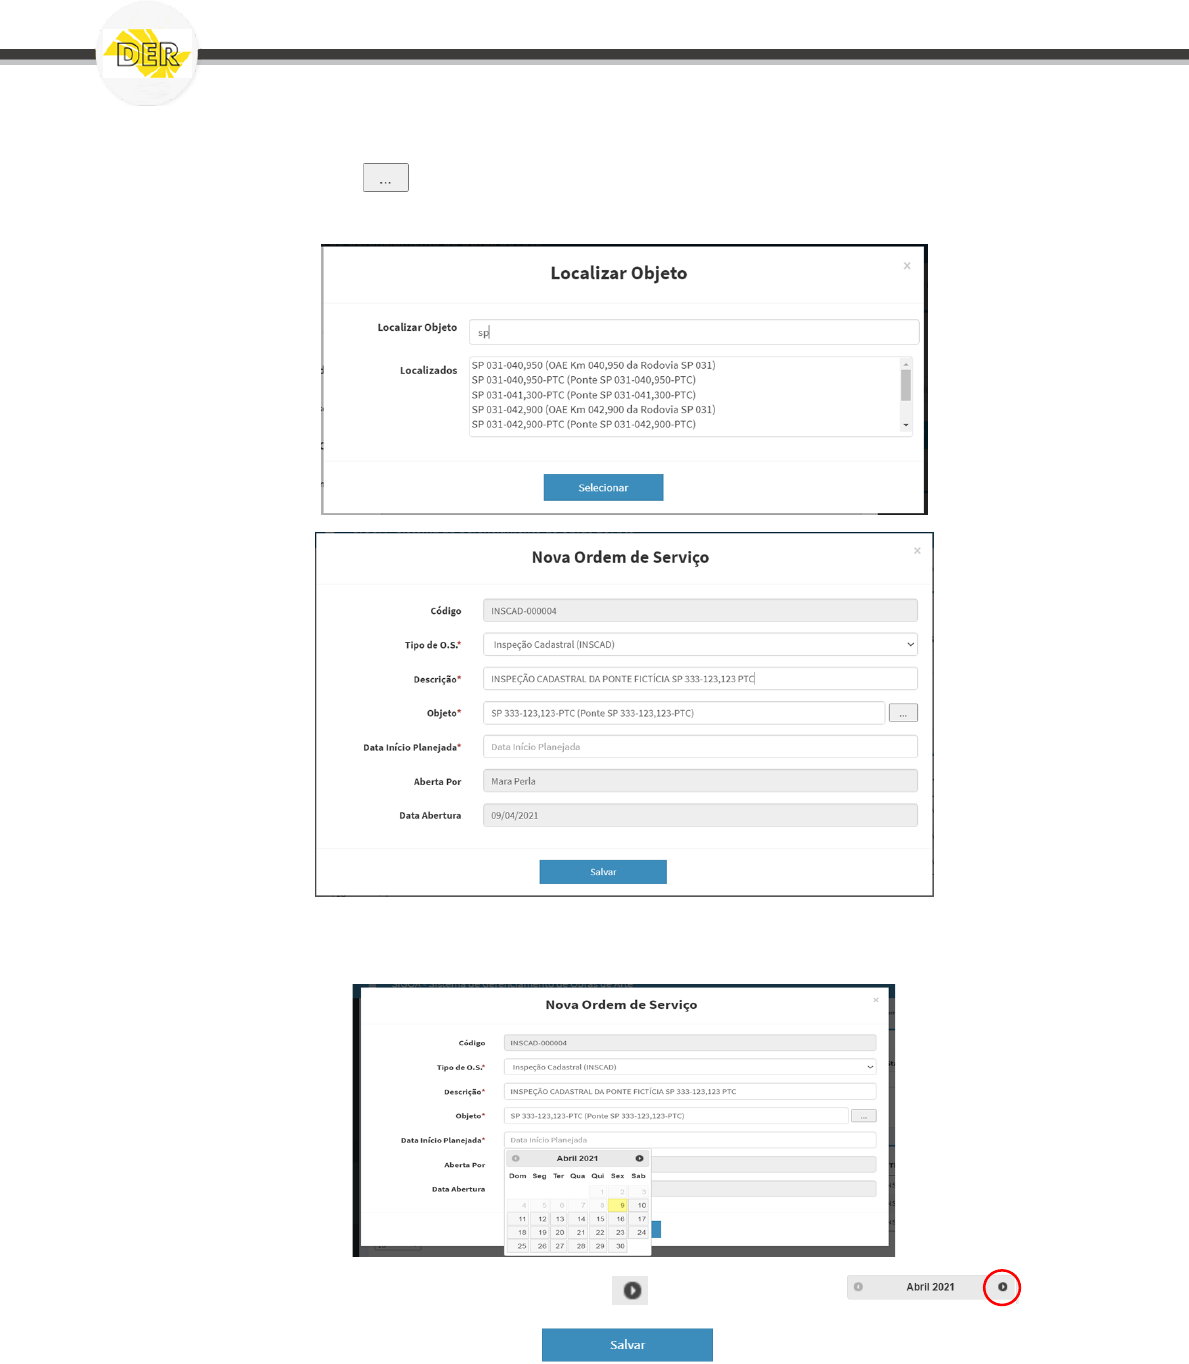 DER
...
Localizar Objeto ×
Localizar Objeto sp
Localizados
SP 031-040,950 (OAE Km 040,950 da Rodovia SP 031)
SP 031-040,950-PTC (Ponte SP 031-040,950-PTC)
SP 031-041,300-PTC (Ponte SP 031-041,300-PTC)
SP 031-042,900 (OAE Km 042,900 da Rodovia SP 031)
SP 031-042,900-PTC (Ponte SP 031-042,900-PTC)
Selecionar
Nova Ordem de Serviço ×
Código INSCAD-000004
Tipo de O.S.* Inspeção Cadastral (INSCAD)
Descrição* INSPEÇÃO CADASTRAL DA PONTE FICTÍCIA SP 333-123,123 PTC
Objeto* SP 333-123,123-PTC (Ponte SP 333-123,123-PTC) ...
Data Início Planejada* Data Início Planejada
Aberta Por Mara Perla
Data Abertura 09/04/2021
Salvar
Nova Ordem de Serviço ×
Código INSCAD-000004
Tipo de O.S.* Inspeção Cadastral (INSCAD)
Descrição* INSPEÇÃO CADASTRAL DA PONTE FICTÍCIA SP 333-123,123 PTC
Objeto* SP 333-123,123-PTC (Ponte SP 333-123,123-PTC) ...
Data Início Planejada* Data Início Planejada
Abril 2021
Aberta Por
Dom Seg Ter Qua Qui Sex Sab
Data Abertura
1 2 3
4 5 6 7 8 9 10
11 12 13 14 15 16 17
18 19 20 21 22 23 24
25 26 27 28 29 30
Abril 2021
Salvar